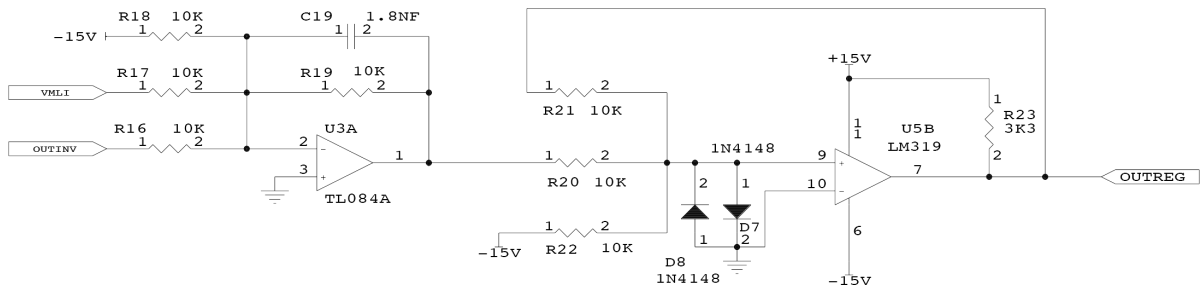 R18 10K
C19 1.8NF
-15V
1 2
1 2
R17 10K
R19 10K
VMLI
1 2
1 2
R16 10K
OUTINV
1 2
U3A
2
-
3
+
1
TL084A
1 2
R21 10K
1 2
R20 10K
1 2
R22 10K
-15V
1N4148
2
1
D7
1
2
D8
1N4148
+15V
1
1
U5B
LM319
1
R23
3K3
2
9
+
10
-
7
6
-15V
OUTREG